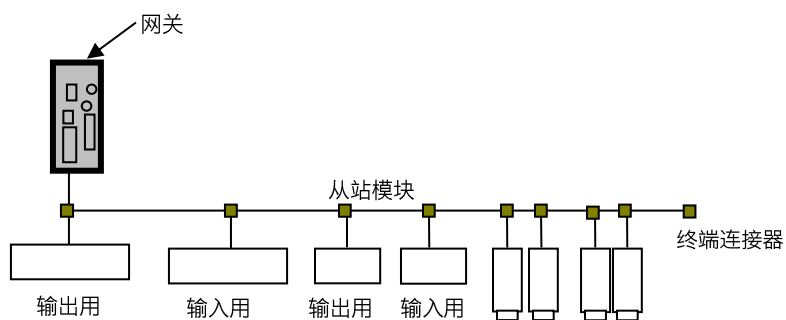 网关
从站模块
终端连接器
输出用
输入用
输出用
输入用